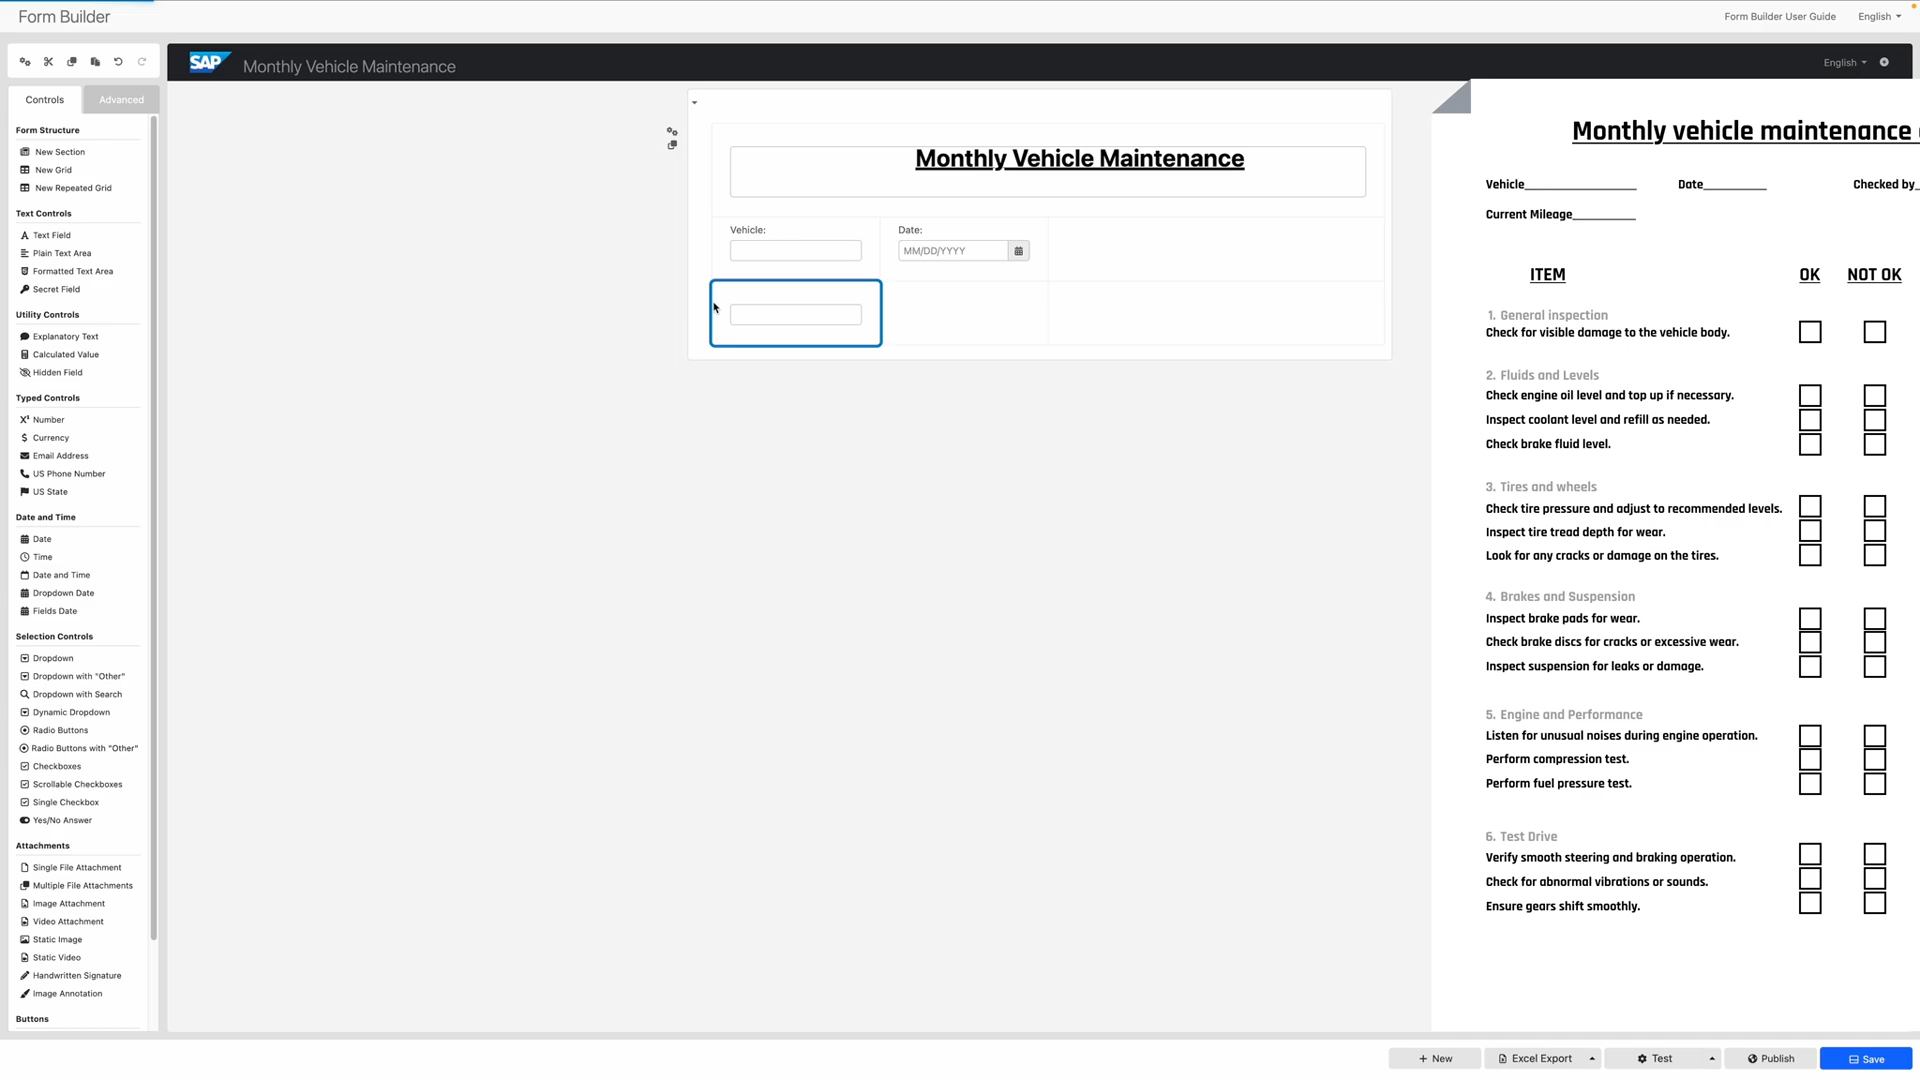 Form Builder
Form Builder User Guide
English
SAP
Monthly Vehicle Maintenance
English
Controls
Advanced
Form Structure
New Section
New Grid
New Repeated Grid
Text Controls
Text Field
Plain Text Area
Formatted Text Area
Secret Field
Utility Controls
Explanatory Text
Calculated Value
Hidden Field
Typed Controls
Number
Currency
Email Address
US Phone Number
US State
Date and Time
Date
Time
Date and Time
Dropdown Date
Fields Date
Selection Controls
Dropdown
Dropdown with "Other"
Dropdown with Search
Dynamic Dropdown
Radio Buttons
Radio Buttons with "Other"
Checkboxes
Scrollable Checkboxes
Single Checkbox
Yes/No Answer
Attachments
Single File Attachment
Multiple File Attachments
Image Attachment
Video Attachment
Static Image
Static Video
Handwritten Signature
Image Annotation
Buttons
Monthly Vehicle Maintenance
Vehicle:
Date:
MM/DD/YYYY
Monthly vehicle maintenance
Vehicle________________ Date_________ Checked by_
Current Mileage_________
ITEM OK NOT OK
1. General inspection
Check for visible damage to the vehicle body.
2. Fluids and Levels
Check engine oil level and top up if necessary.
Inspect coolant level and refill as needed.
Check brake fluid level.
3. Tires and wheels
Check tire pressure and adjust to recommended levels.
Inspect tire tread depth for wear.
Look for any cracks or damage on the tires.
4. Brakes and Suspension
Inspect brake pads for wear.
Check brake discs for cracks or excessive wear.
Inspect suspension for leaks or damage.
5. Engine and Performance
Listen for unusual noises during engine operation.
Perform compression test.
Perform fuel pressure test.
6. Test Drive
Verify smooth steering and braking operation.
Check for abnormal vibrations or sounds.
Ensure gears shift smoothly.
+ New
Excel Export
Test
Publish
Save